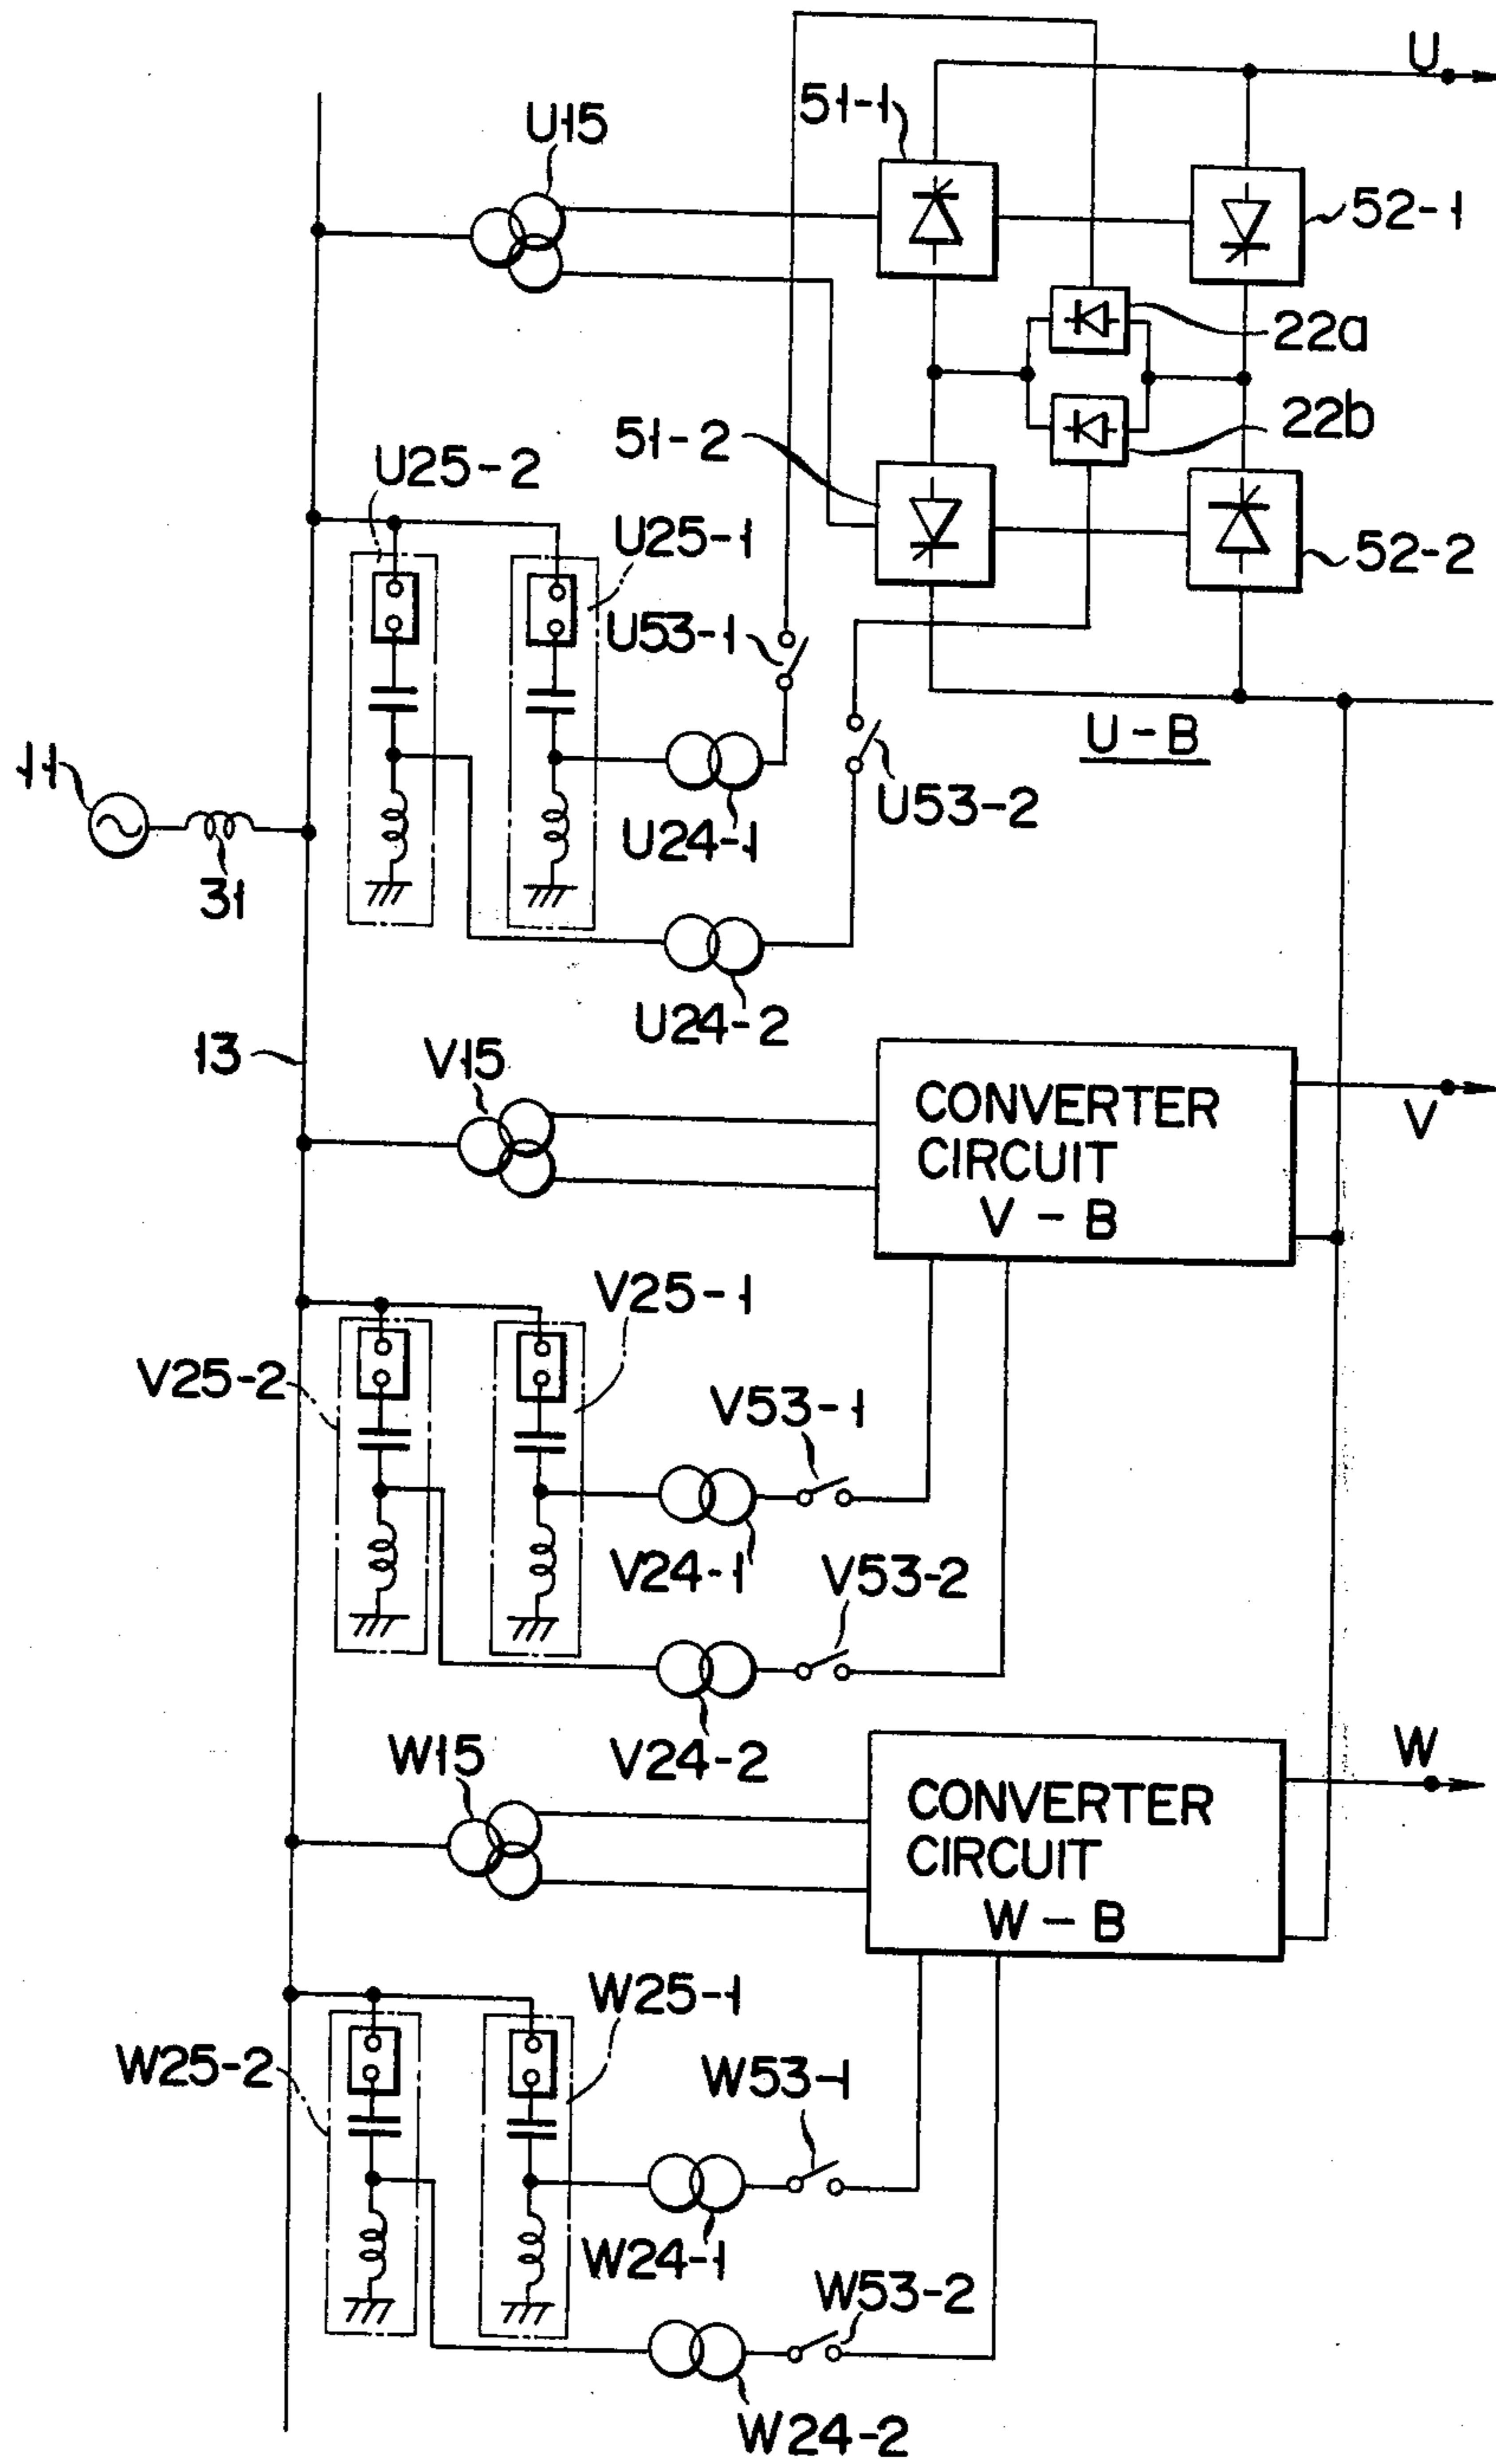 U
U15
51-1
52-1
22a
51-2
22b
U25-2
U25-1
52-2
U53-1
U-B
11
U53-2
U24-1
31
U24-2
13
V15
CONVERTER
CIRCUIT
V-B
V
V25-1
V25-2
V53-1
V24-1
V53-2
V24-2
W15
W
CONVERTER
CIRCUIT
W-B
W25-1
W25-2
W53-1
W24-1
W53-2
W24-2